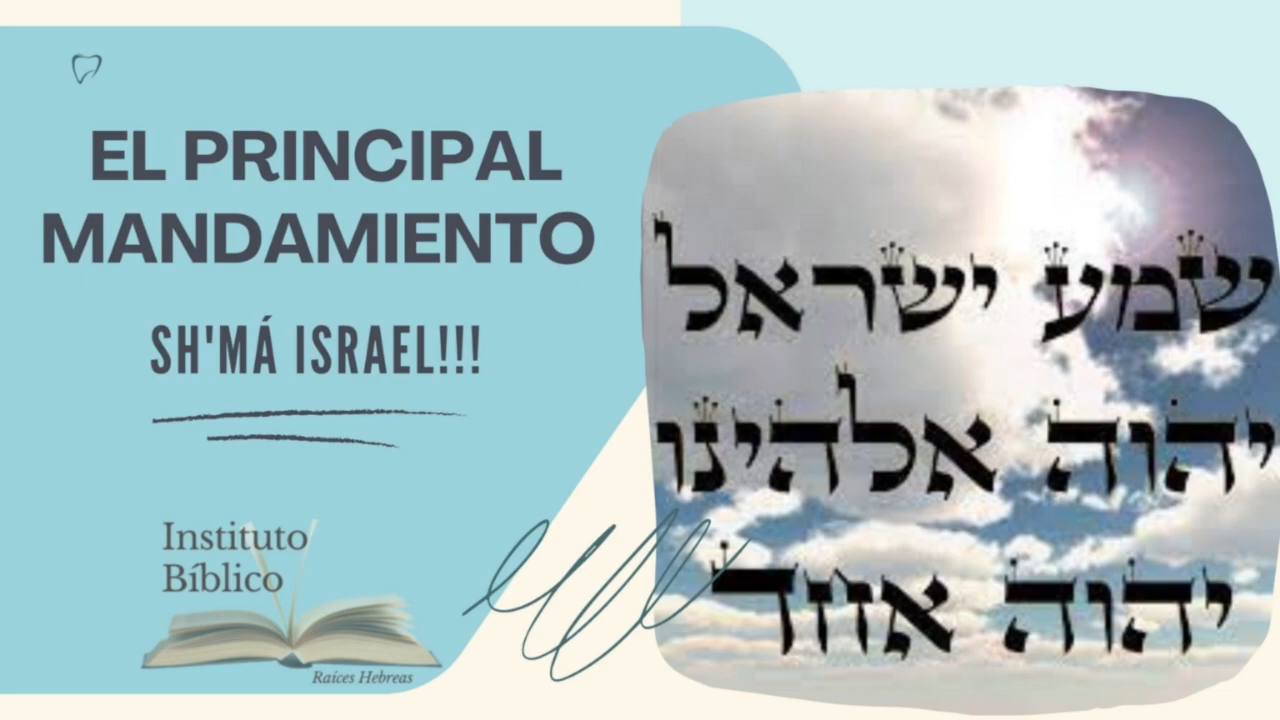 EL PRINCIPAL
MANDAMIENTO
SH'MÁ ISRAEL!!!
Instituto
Bíblico
Raíces Hebreas
שמע ישראל
יהוה אלהינו
יהוה אחד